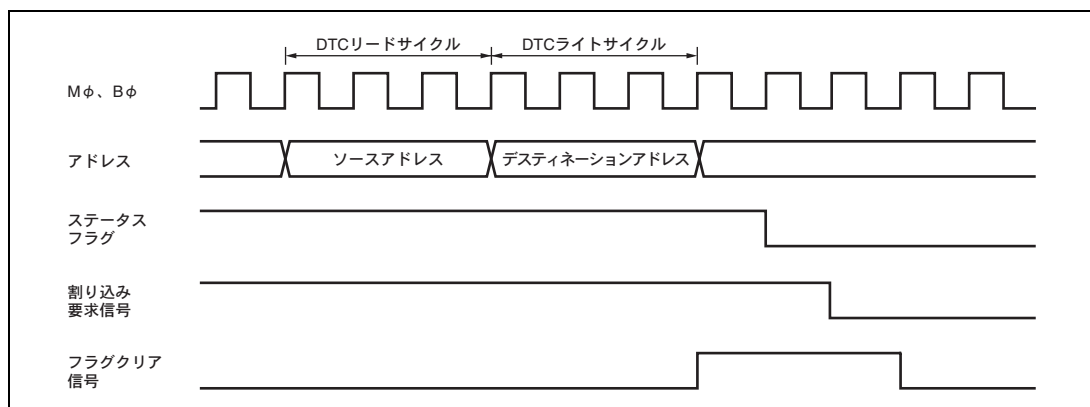 DTCリードサイクル DTCライトサイクル
Mφ、Bφ
アドレス ソースアドレス デスティネーションアドレス
ステータス
フラグ
割り込み
要求信号
フラグクリア
信号